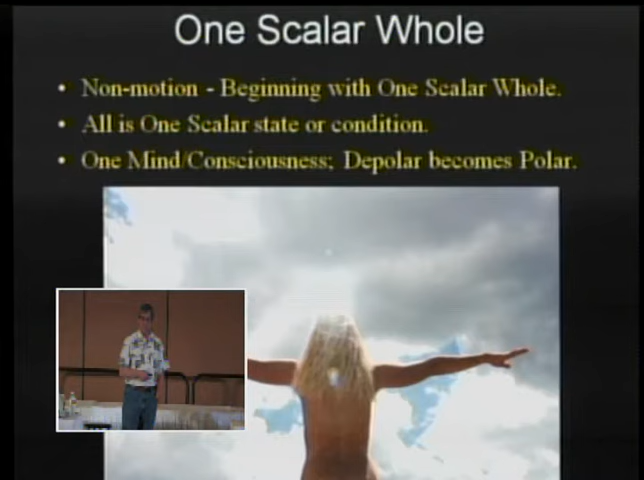 One Scalar Whole
• Non-motion - Beginning with One Scalar Whole.
• All is One Scalar state or condition.
• One Mind/Consciousness; Depolar becomes Polar.